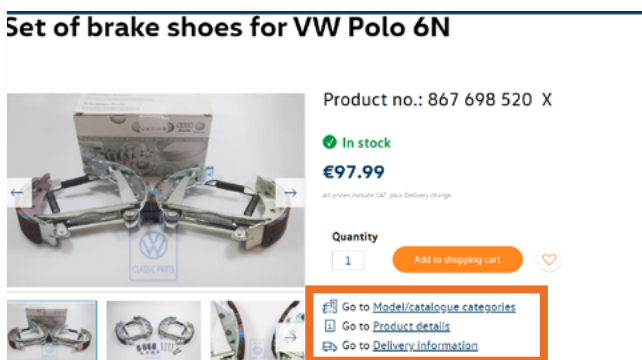 Set of brake shoes for VW Polo 6N
Product no.: 867 698 520 X
In stock
€97.99
All prices include VAT, plus Delivery charge
Quantity
1
Add to shopping cart
CLASSIC PARTS
Go to Model/catalogue categories
Go to Product details
Go to Delivery information